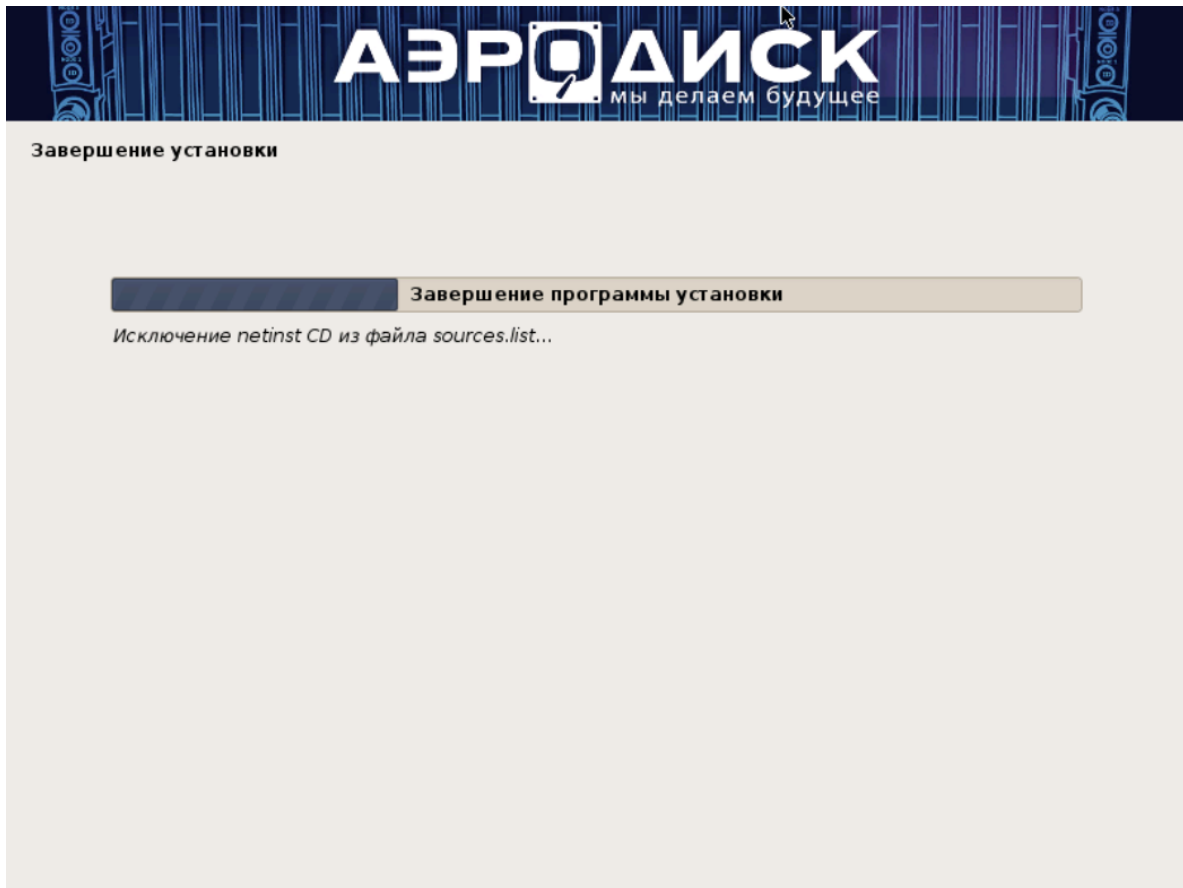 АЭРОДИСК
мы делаем будущее
Завершение установки
Завершение программы установки
Исключение netinst CD из файла sources.list...